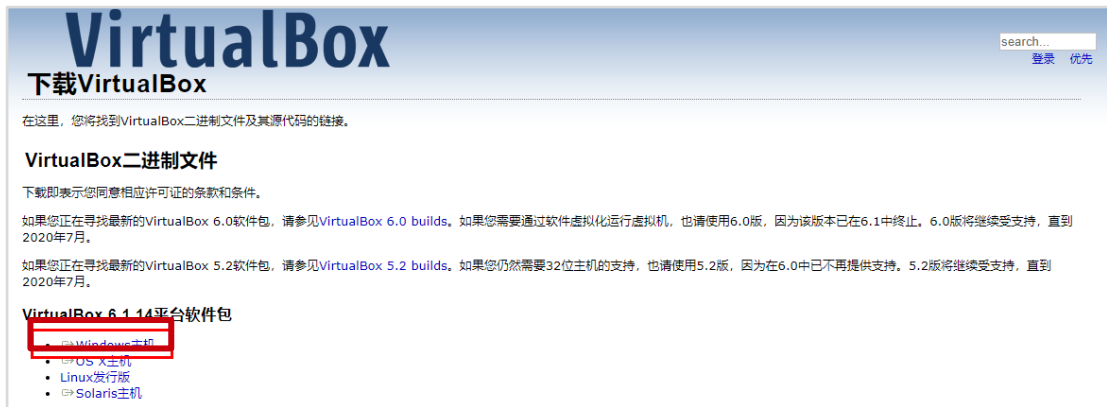 VirtualBox
search...
登录 优先
下载VirtualBox
在这里，您将找到VirtualBox二进制文件及其源代码的链接。
VirtualBox二进制文件
下载即表示您同意相应许可证的条款和条件。
如果您正在寻找最新的VirtualBox 6.0软件包，请参见VirtualBox 6.0 builds。如果您需要通过软件虚拟化运行虚拟机，也请使用6.0版，因为该版本已在6.1中终止。6.0版将继续受支持，直到
2020年7月。
如果您正在寻找最新的VirtualBox 5.2软件包，请参见VirtualBox 5.2 builds。如果您仍然需要32位主机的支持，也请使用5.2版，因为在6.0中已不再提供支持。5.2版将继续受支持，直到
2020年7月。
VirtualBox 6.1.14平台软件包
Windows主机
OS X主机
Linux发行版
Solaris主机